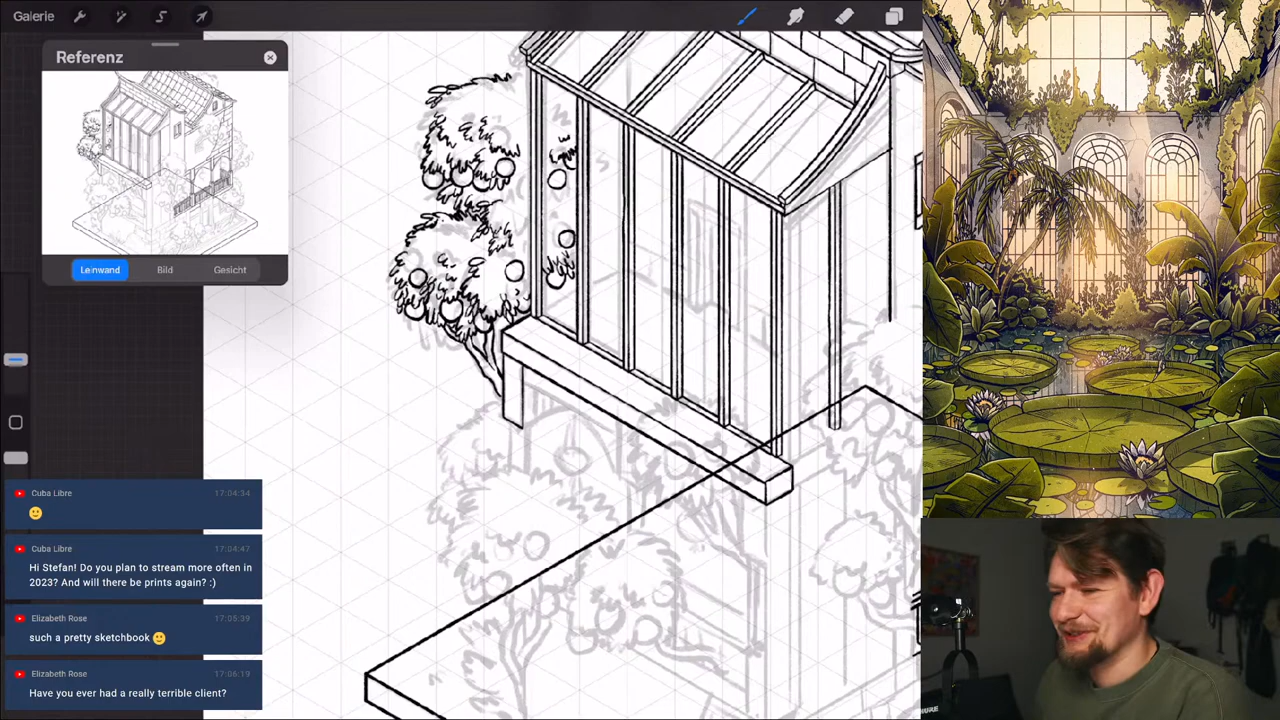 Galerie
Referenz
Leinwand Bild Gesicht
Cuba Libre 17:04:34
🙂
Cuba Libre 17:04:47
Hi Stefan! Do you plan to stream more often in
2023? And will there be prints again? :)
Elizabeth Rose 17:05:39
such a pretty sketchbook 🙂
Elizabeth Rose 17:06:19
Have you ever had a really terrible client?